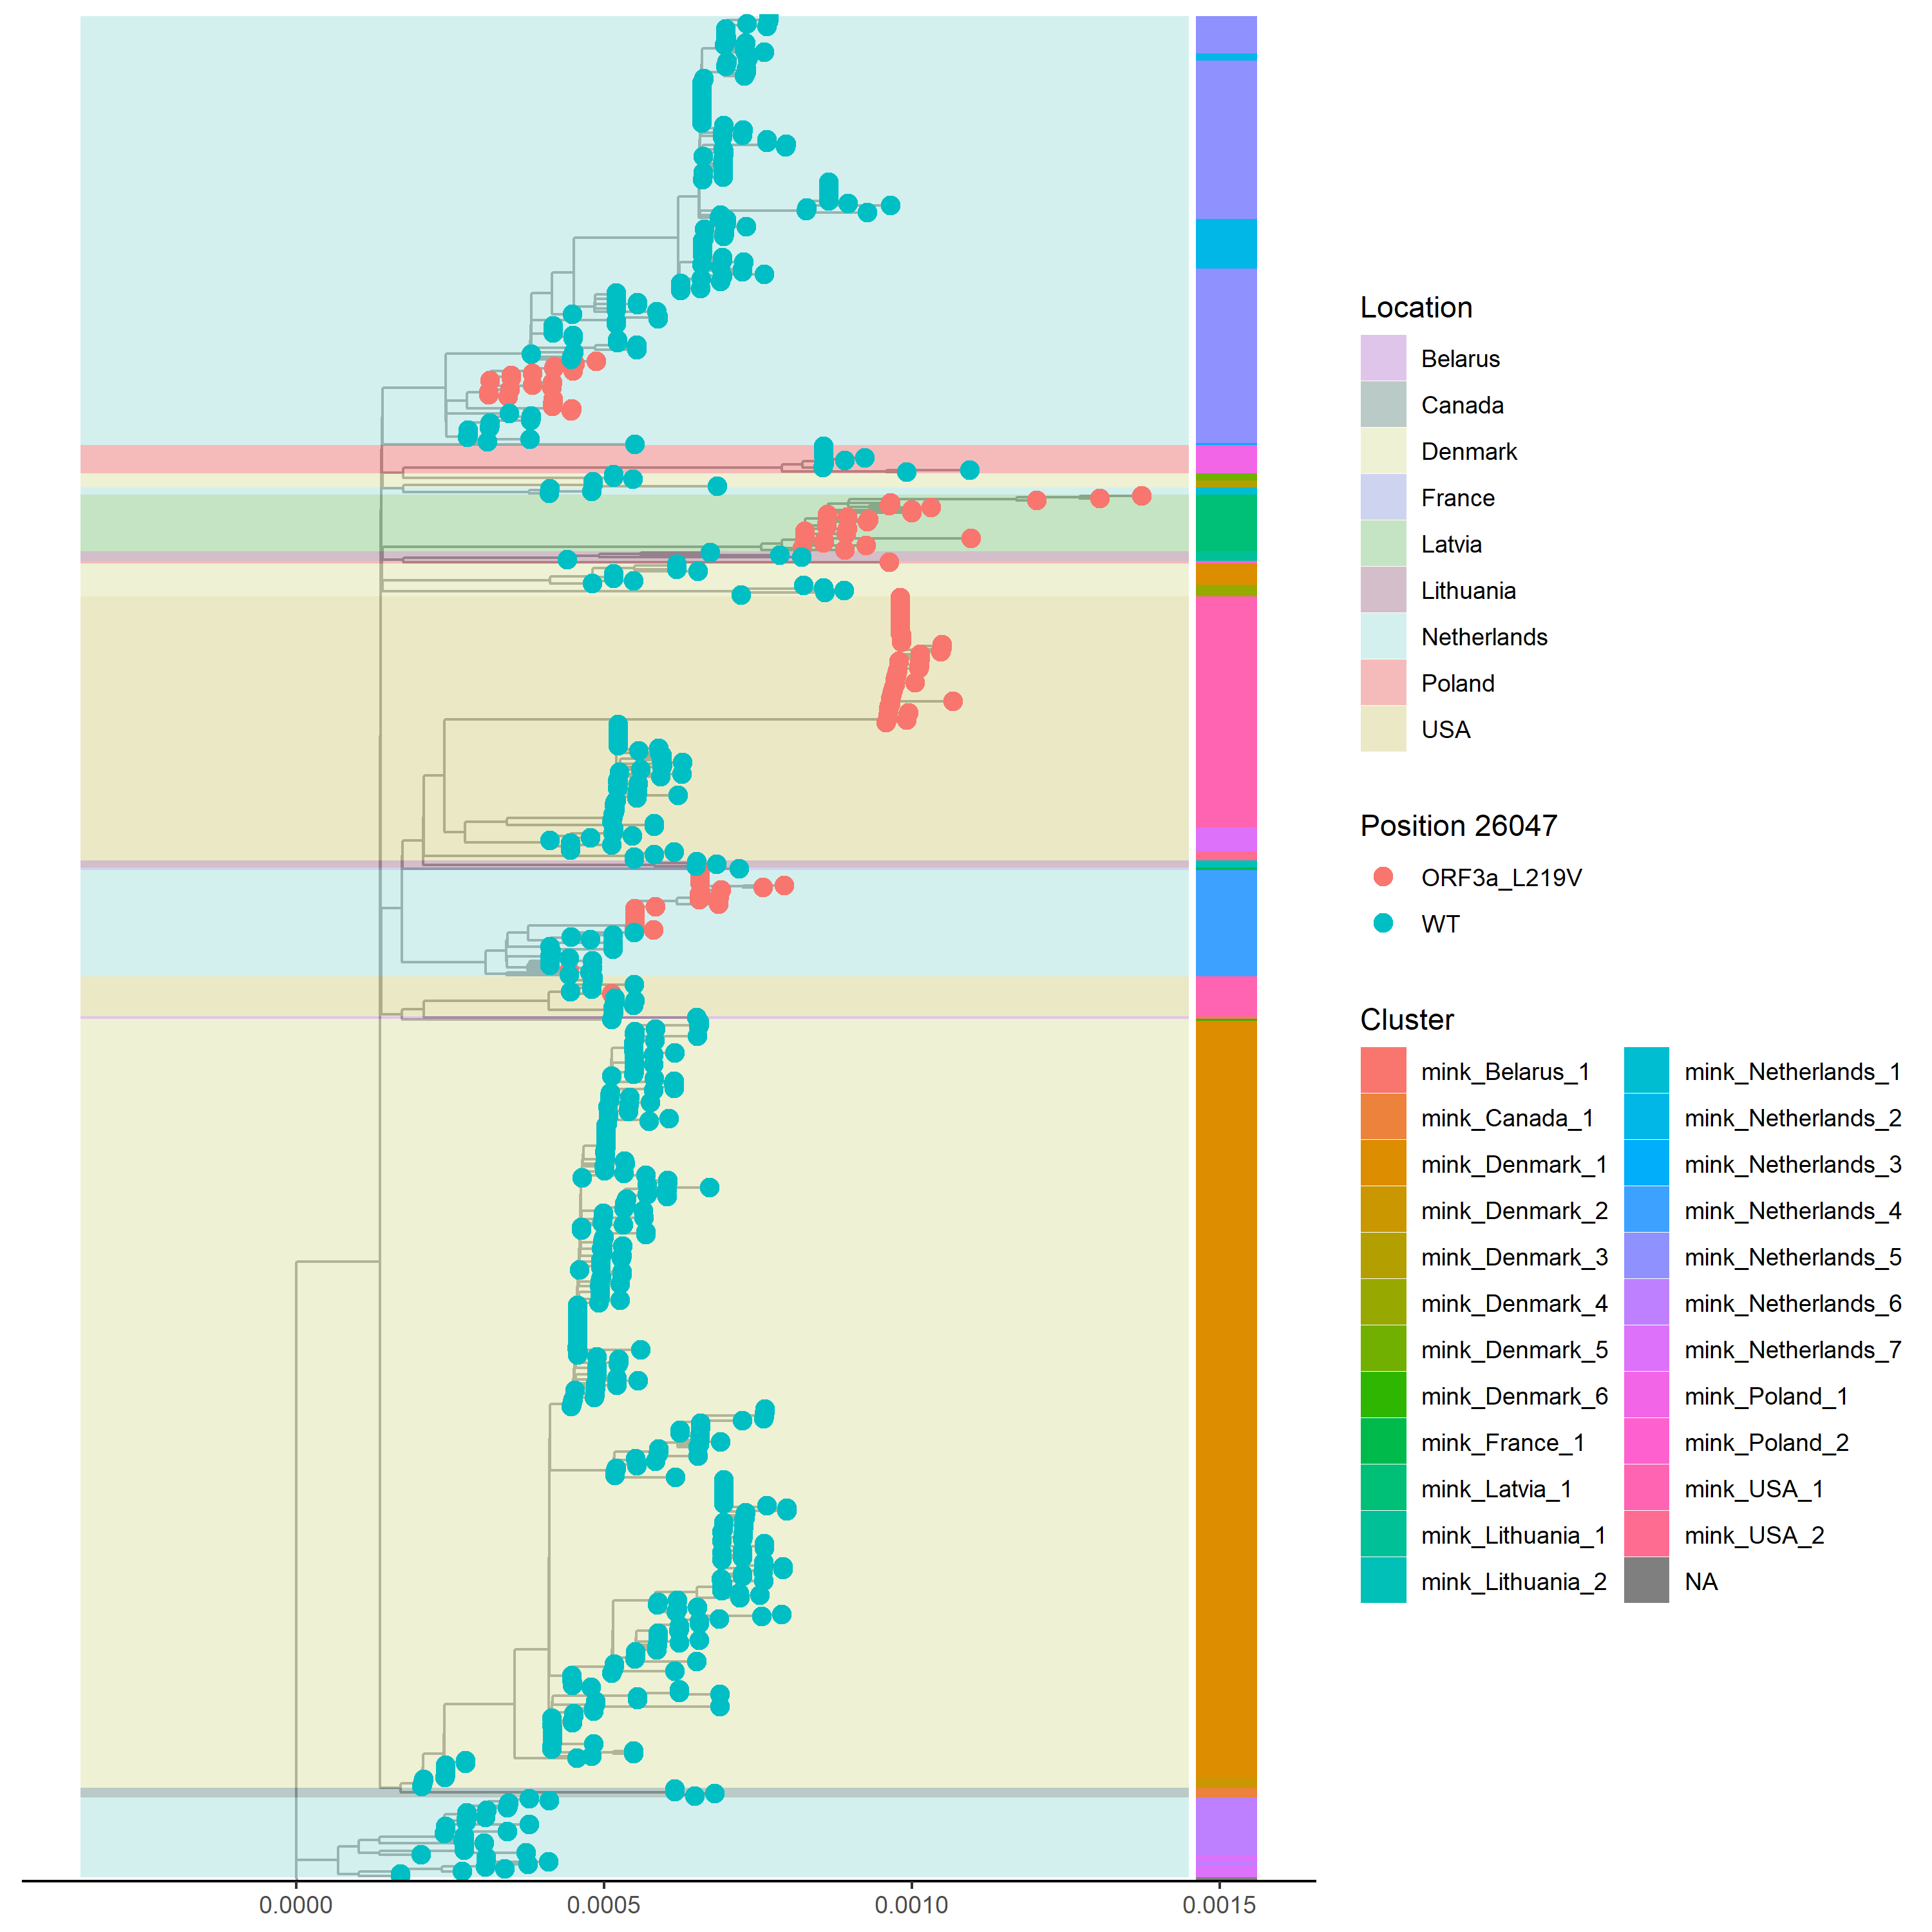 Location
Belarus
Canada
Denmark
France
Latvia
Lithuania
Netherlands
Poland
USA
Position 26047
ORF3a_L219V
WT
Cluster
mink_Belarus_1
mink_Canada_1
mink_Denmark_1
mink_Denmark_2
mink_Denmark_3
mink_Denmark_4
mink_Denmark_5
mink_Denmark_6
mink_France_1
mink_Latvia_1
mink_Lithuania_1
mink_Lithuania_2
mink_Netherlands_1
mink_Netherlands_2
mink_Netherlands_3
mink_Netherlands_4
mink_Netherlands_5
mink_Netherlands_6
mink_Netherlands_7
mink_Poland_1
mink_Poland_2
mink_USA_1
mink_USA_2
NA
0.0000 0.0005 0.0010 0.0015